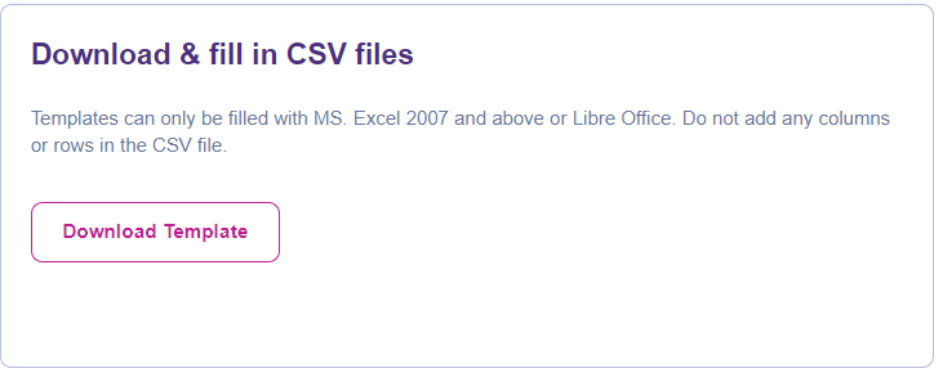 Download & fill in CSV files
Templates can only be filled with MS. Excel 2007 and above or Libre Office. Do not add any columns
or rows in the CSV file.
Download Template